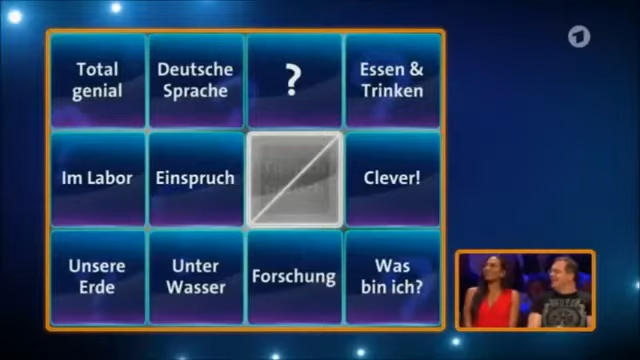 Total
genial
Deutsche
Sprache
?
Essen &
Trinken
Im Labor
Einspruch
Clever!
Unsere
Erde
Unter
Wasser
Forschung
Was
bin ich?